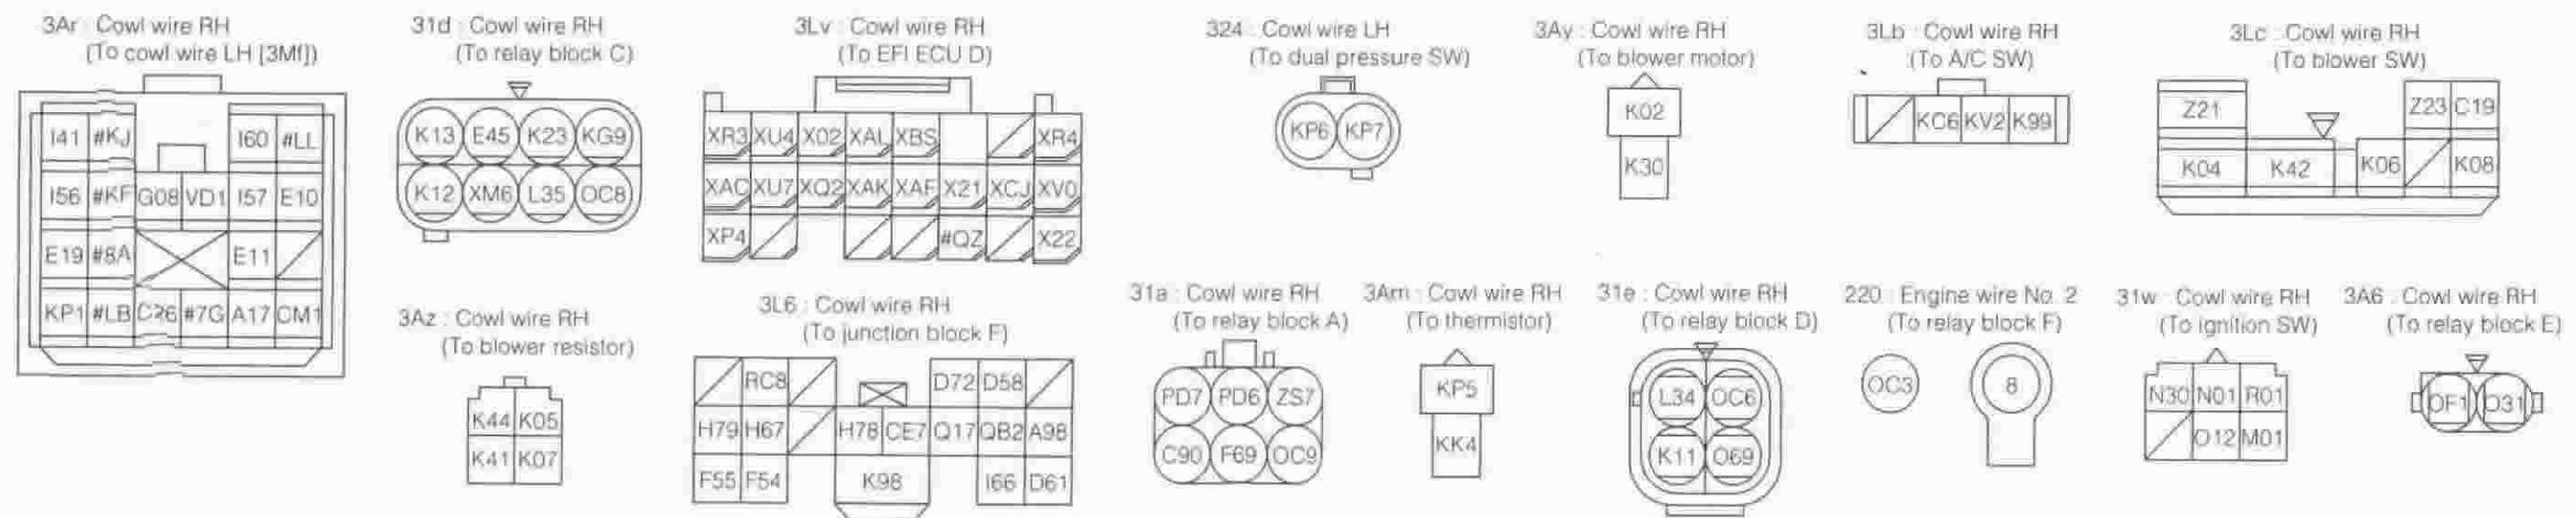 3Ar : Cowl wire RH
(To cowl wire LH [3Mf])
I41 #KJ I60 #LL
I56 #KF G08 VD1 I57 E10
E19 #8A E11
KP1 #LB C26 #7G A17 CM1
31d : Cowl wire RH
(To relay block C)
K13 E45 K23 KG9
K12 XM6 L35 OC8
3Az : Cowl wire RH
(To blower resistor)
K44 K05
K41 K07
3Lv : Cowl wire RH
(To EFI ECU D)
XR3 XU4 X02 XAL XBS XR4
XAC XU7 XQ2 XAK XAF X21 XCJ XV0
XP4 #QZ X22
3L6 : Cowl wire RH
(To junction block F)
RC8 D72 D58
H79 H67 H78 CE7 Q17 QB2 A98
F55 F54 K98 I66 D61
324 : Cowl wire LH
(To dual pressure SW)
KP6 KP7
3Ay : Cowl wire RH
(To blower motor)
K02
K30
3Lb : Cowl wire RH
(To A/C SW)
KC6 KV2 K99
3Lc : Cowl wire RH
(To blower SW)
Z21 Z23 C19
K04 K42 K06 K08
31a : Cowl wire RH
(To relay block A)
PD7 PD6 ZS7
C90 F69 OC9
3Am : Cowl wire RH
(To thermistor)
KP5
KK4
31e : Cowl wire RH
(To relay block D)
L34 OC6
K11 O69
220 : Engine wire No. 2
(To relay block F)
OC3 8
31w : Cowl wire RH
(To ignition SW)
N30 N01 R01
O12 M01
3A6 : Cowl wire RH
(To relay block E)
OF1 O31